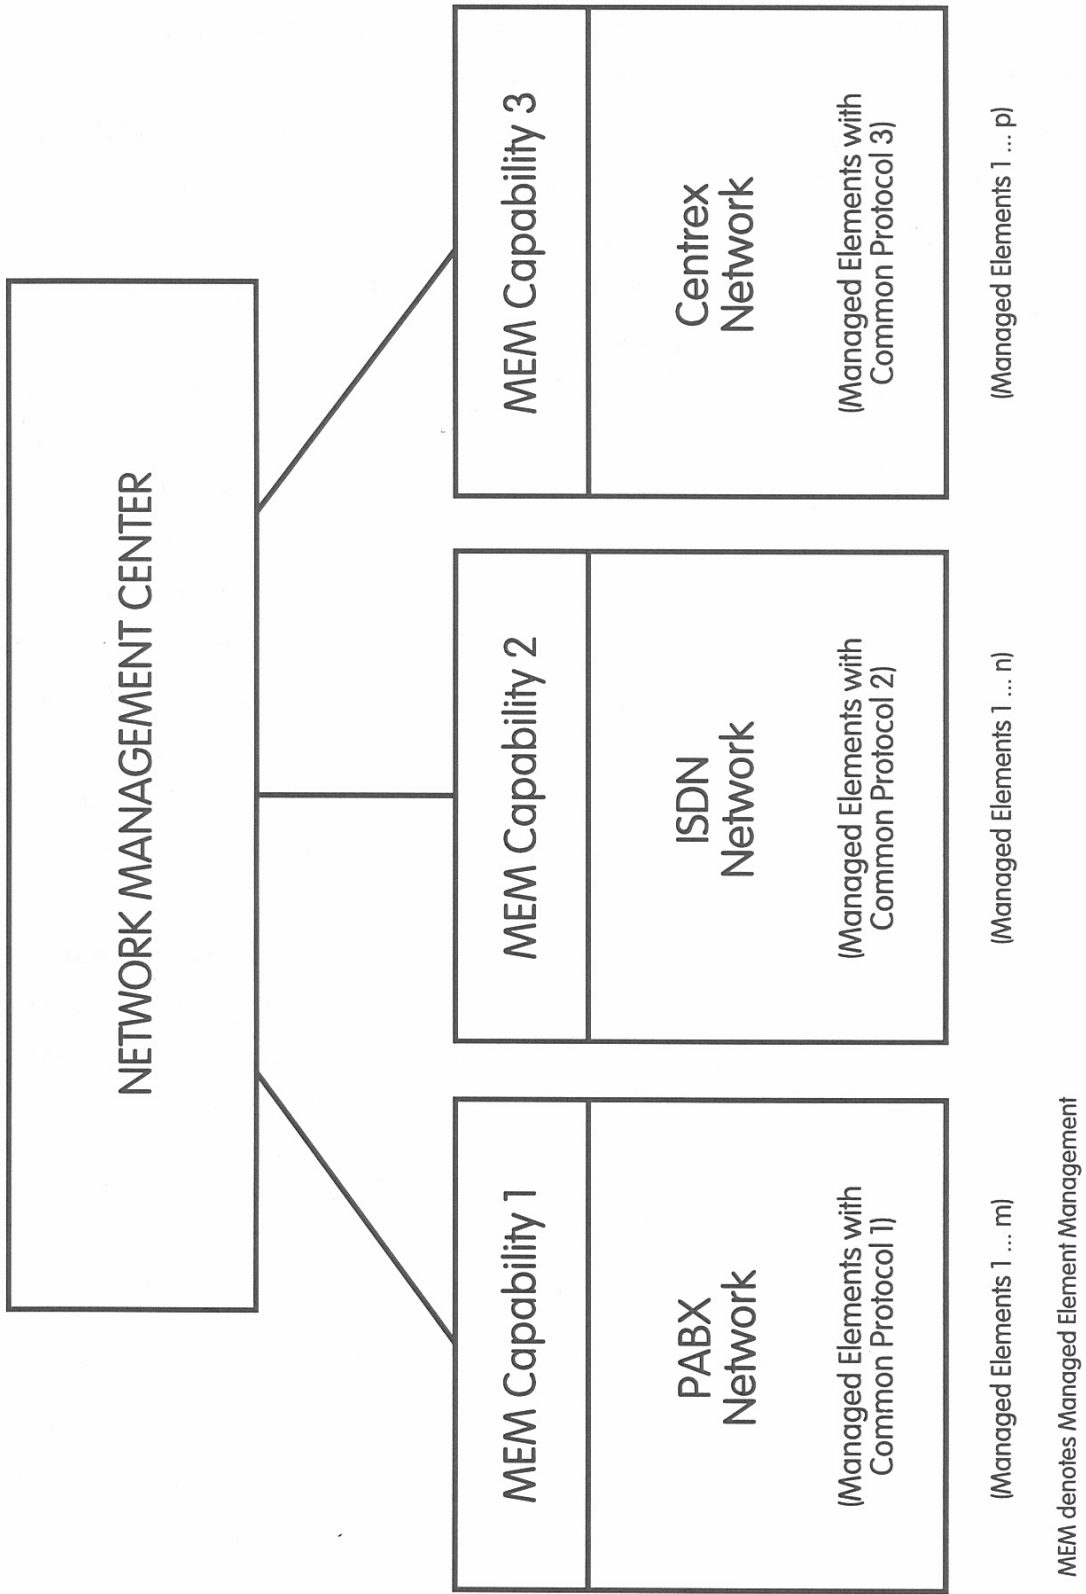 NETWORK MANAGEMENT CENTER
MEM Capability 1
PABX
Network
(Managed Elements with
Common Protocol 1)
(Managed Elements 1 ... m)
MEM Capability 2
ISDN
Network
(Managed Elements with
Common Protocol 2)
(Managed Elements 1 ... n)
MEM Capability 3
Centrex
Network
(Managed Elements with
Common Protocol 3)
(Managed Elements 1 ... p)
MEM denotes Managed Element Management